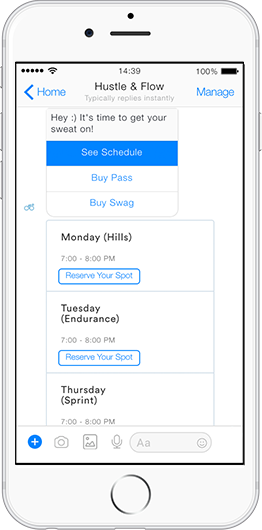 14:39
100%
Home
Hustle & Flow
Manage
Typically replies instantly
Hey :) It's time to get your
sweat on!
See Schedule
Buy Pass
Buy Swag
Monday (Hills)
7:00 - 8:00 PM
Reserve Your Spot
Tuesday
(Endurance)
7:00 - 8:00 PM
Reserve Your Spot
Thursday
(Sprint)
7:00 - 8:00 PM
Aa